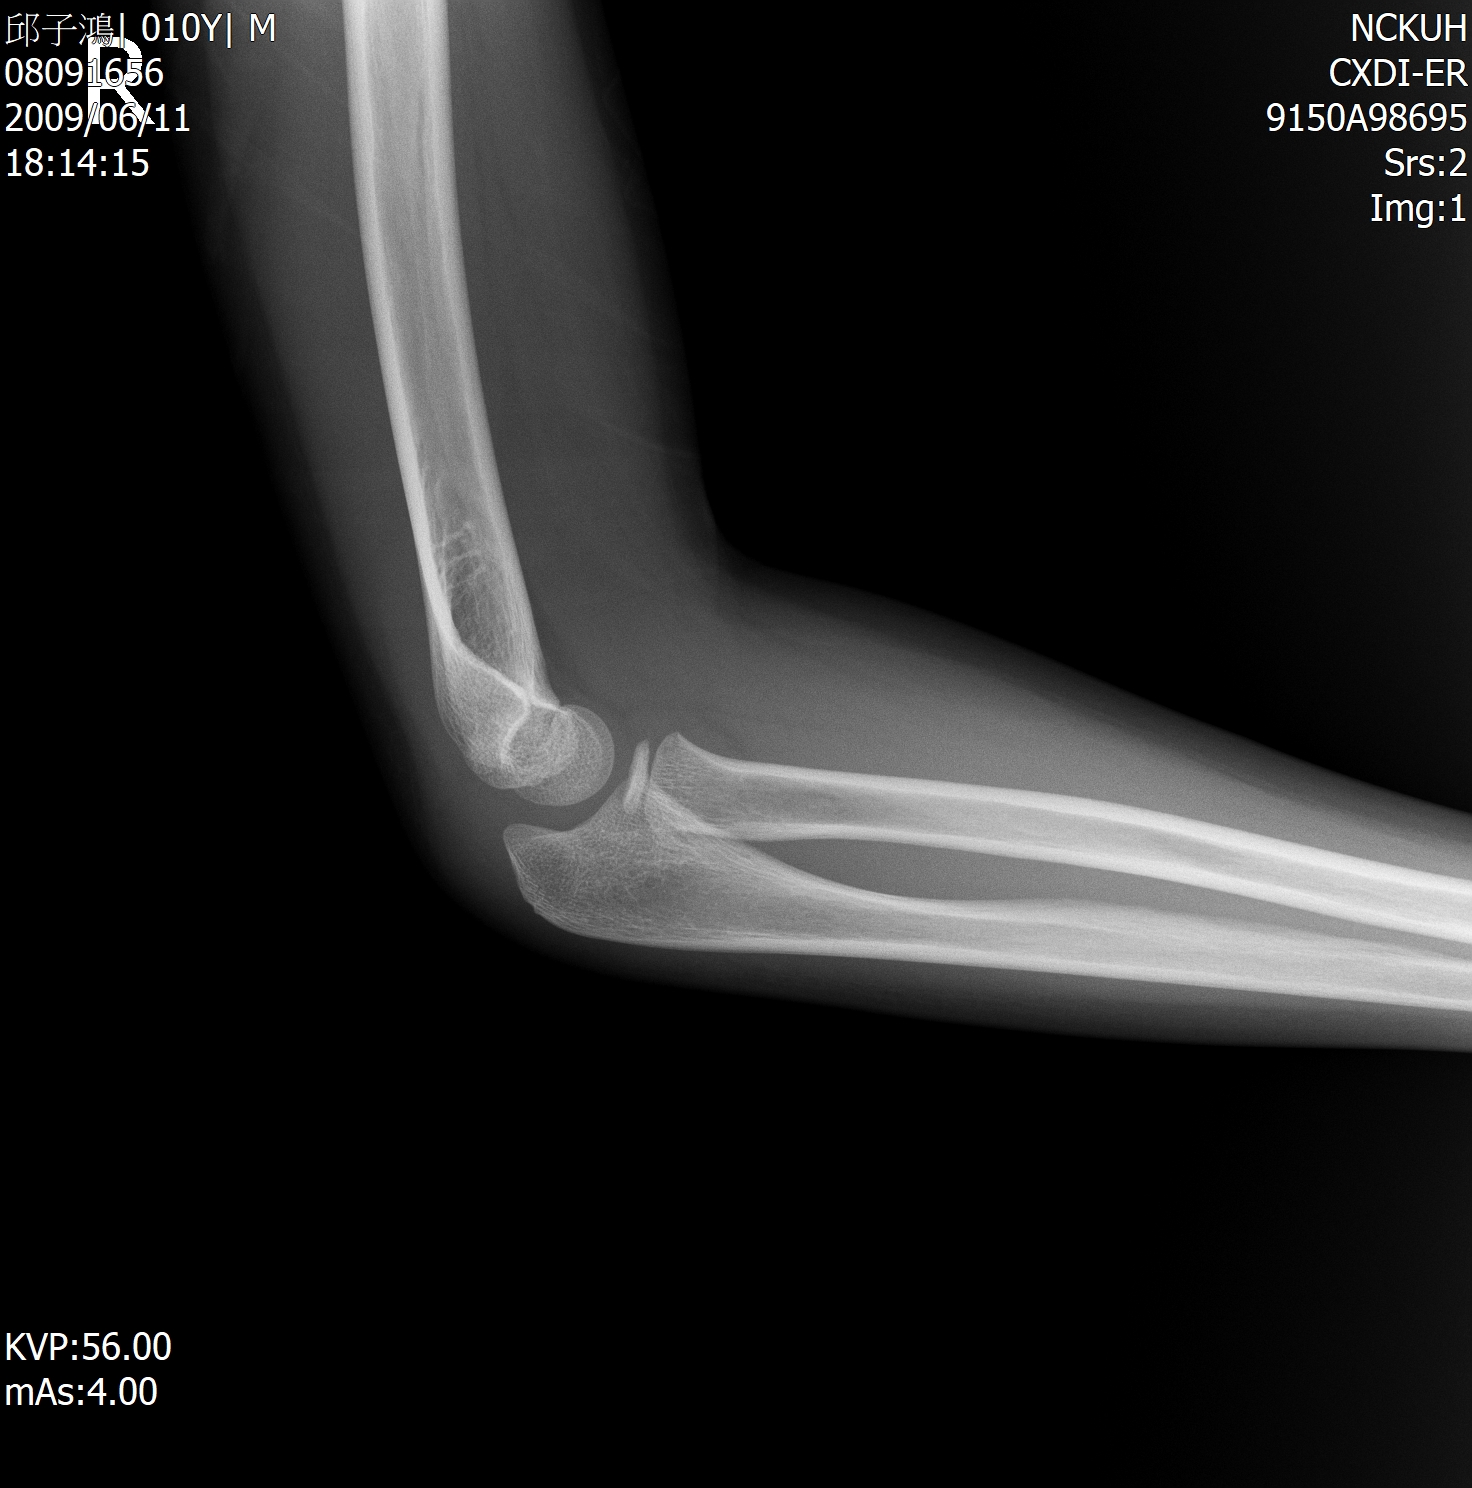 邱子鴻| 010Y| M
R
08091656
2009/06/11
18:14:15
NCKUH
CXDI-ER
9150A98695
Srs:2
Img:1
KVP:56.00
mAs:4.00